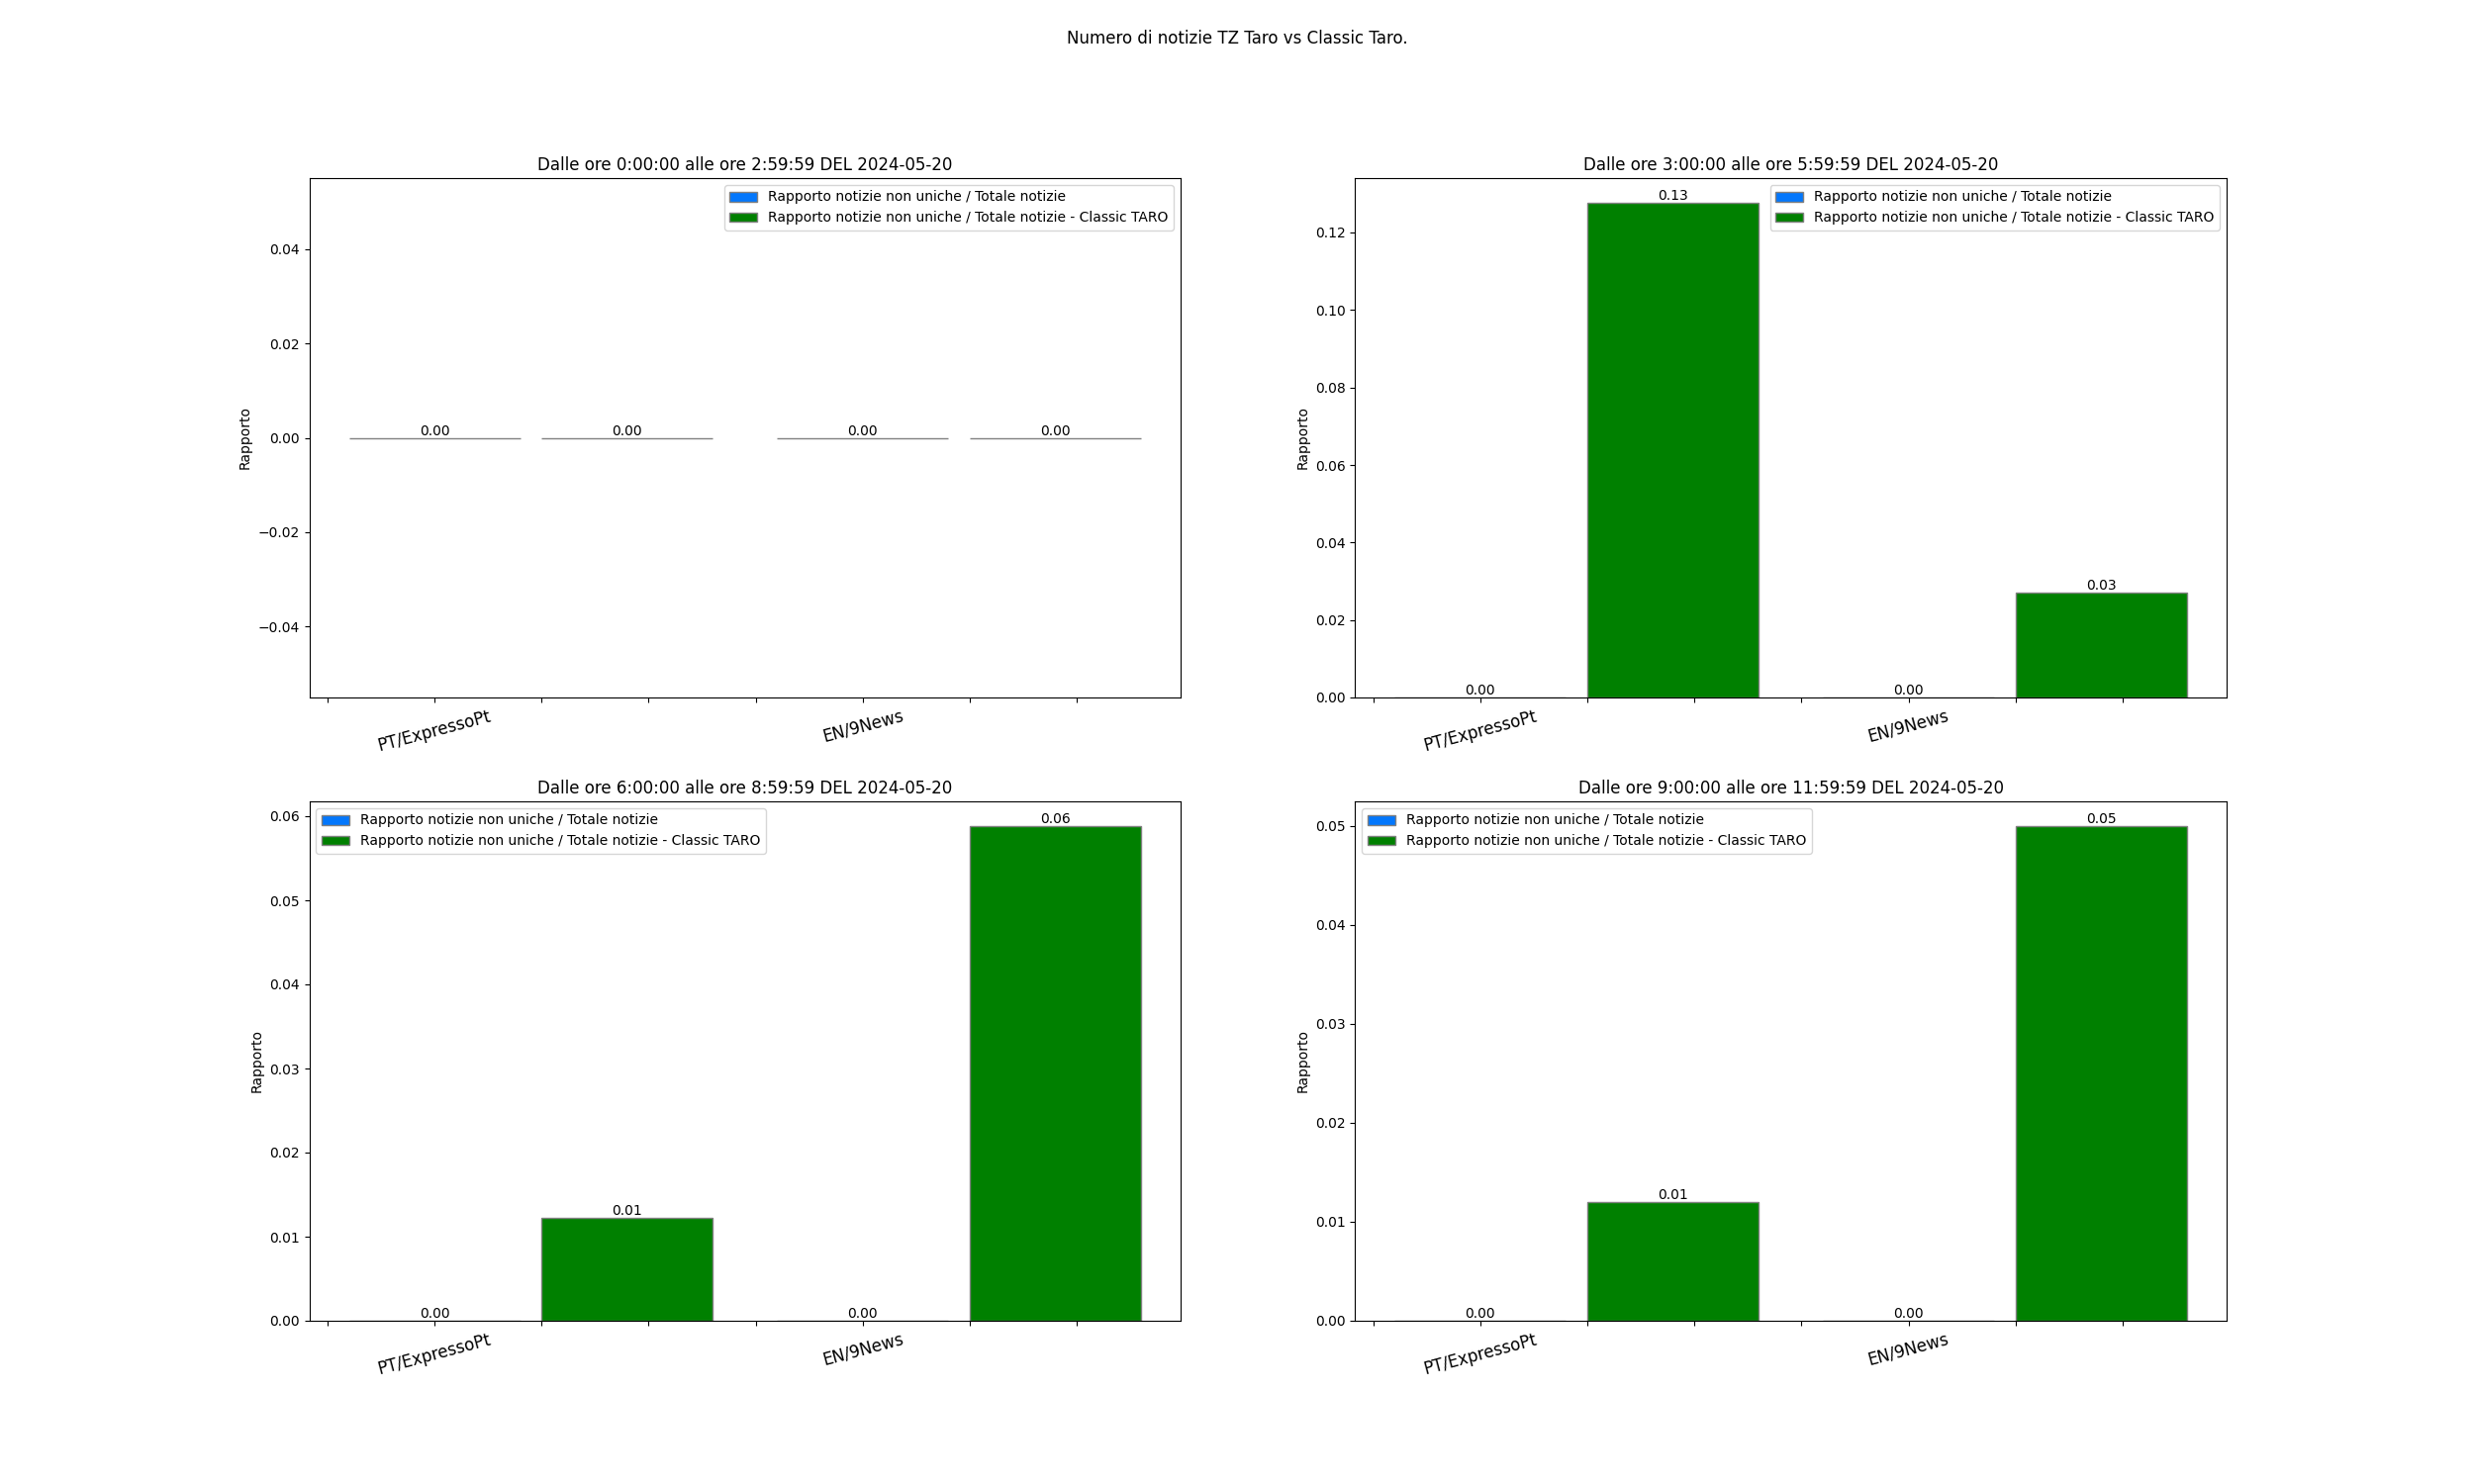 Numero di notizie TZ Taro vs Classic Taro.
Dalle ore 0:00:00 alle ore 2:59:59 DEL 2024-05-20
Rapporto notizie non uniche / Totale notizie
Rapporto notizie non uniche / Totale notizie - Classic TARO
Rapporto
0.04
0.02
0.00
−0.02
−0.04
0.00
0.00
0.00
0.00
PT/ExpressoPt
EN/9News
Dalle ore 3:00:00 alle ore 5:59:59 DEL 2024-05-20
Rapporto notizie non uniche / Totale notizie
Rapporto notizie non uniche / Totale notizie - Classic TARO
Rapporto
0.12
0.10
0.08
0.06
0.04
0.02
0.00
0.00
0.13
0.00
0.03
PT/ExpressoPt
EN/9News
Dalle ore 6:00:00 alle ore 8:59:59 DEL 2024-05-20
Rapporto notizie non uniche / Totale notizie
Rapporto notizie non uniche / Totale notizie - Classic TARO
Rapporto
0.06
0.05
0.04
0.03
0.02
0.01
0.00
0.00
0.01
0.00
0.06
PT/ExpressoPt
EN/9News
Dalle ore 9:00:00 alle ore 11:59:59 DEL 2024-05-20
Rapporto notizie non uniche / Totale notizie
Rapporto notizie non uniche / Totale notizie - Classic TARO
Rapporto
0.05
0.04
0.03
0.02
0.01
0.00
0.00
0.01
0.00
0.05
PT/ExpressoPt
EN/9News